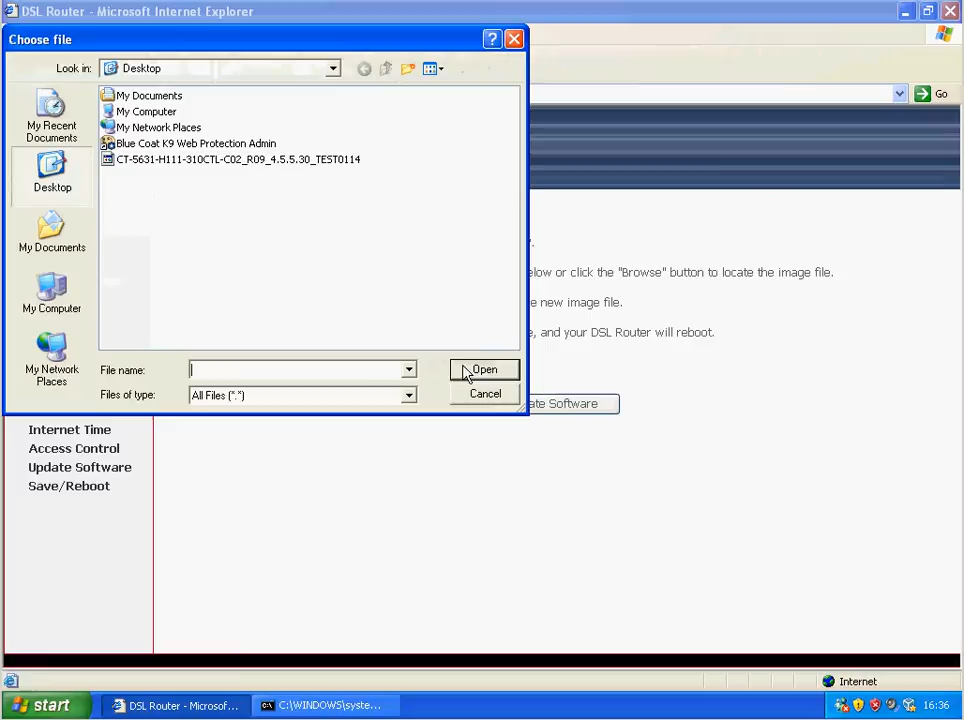 DSL Router - Microsoft Internet Explorer
Choose file
Look in: Desktop
Go
My Recent Documents
Desktop
My Documents
My Computer
My Network Places
My Documents
My Computer
My Network Places
Blue Coat K9 Web Protection Admin
CT-5631-H111-310CTL-C02_R09_4.5.5.30_TEST0114
elow or click the "Browse" button to locate the image file.
e new image file.
e, and your DSL Router will reboot.
File name:
Open
Files of type: All Files (*.*)
Cancel
ate Software
Internet Time
Access Control
Update Software
Save/Reboot
Internet
start
DSL Router - Microsof...
C:\WINDOWS\syste...
16:36